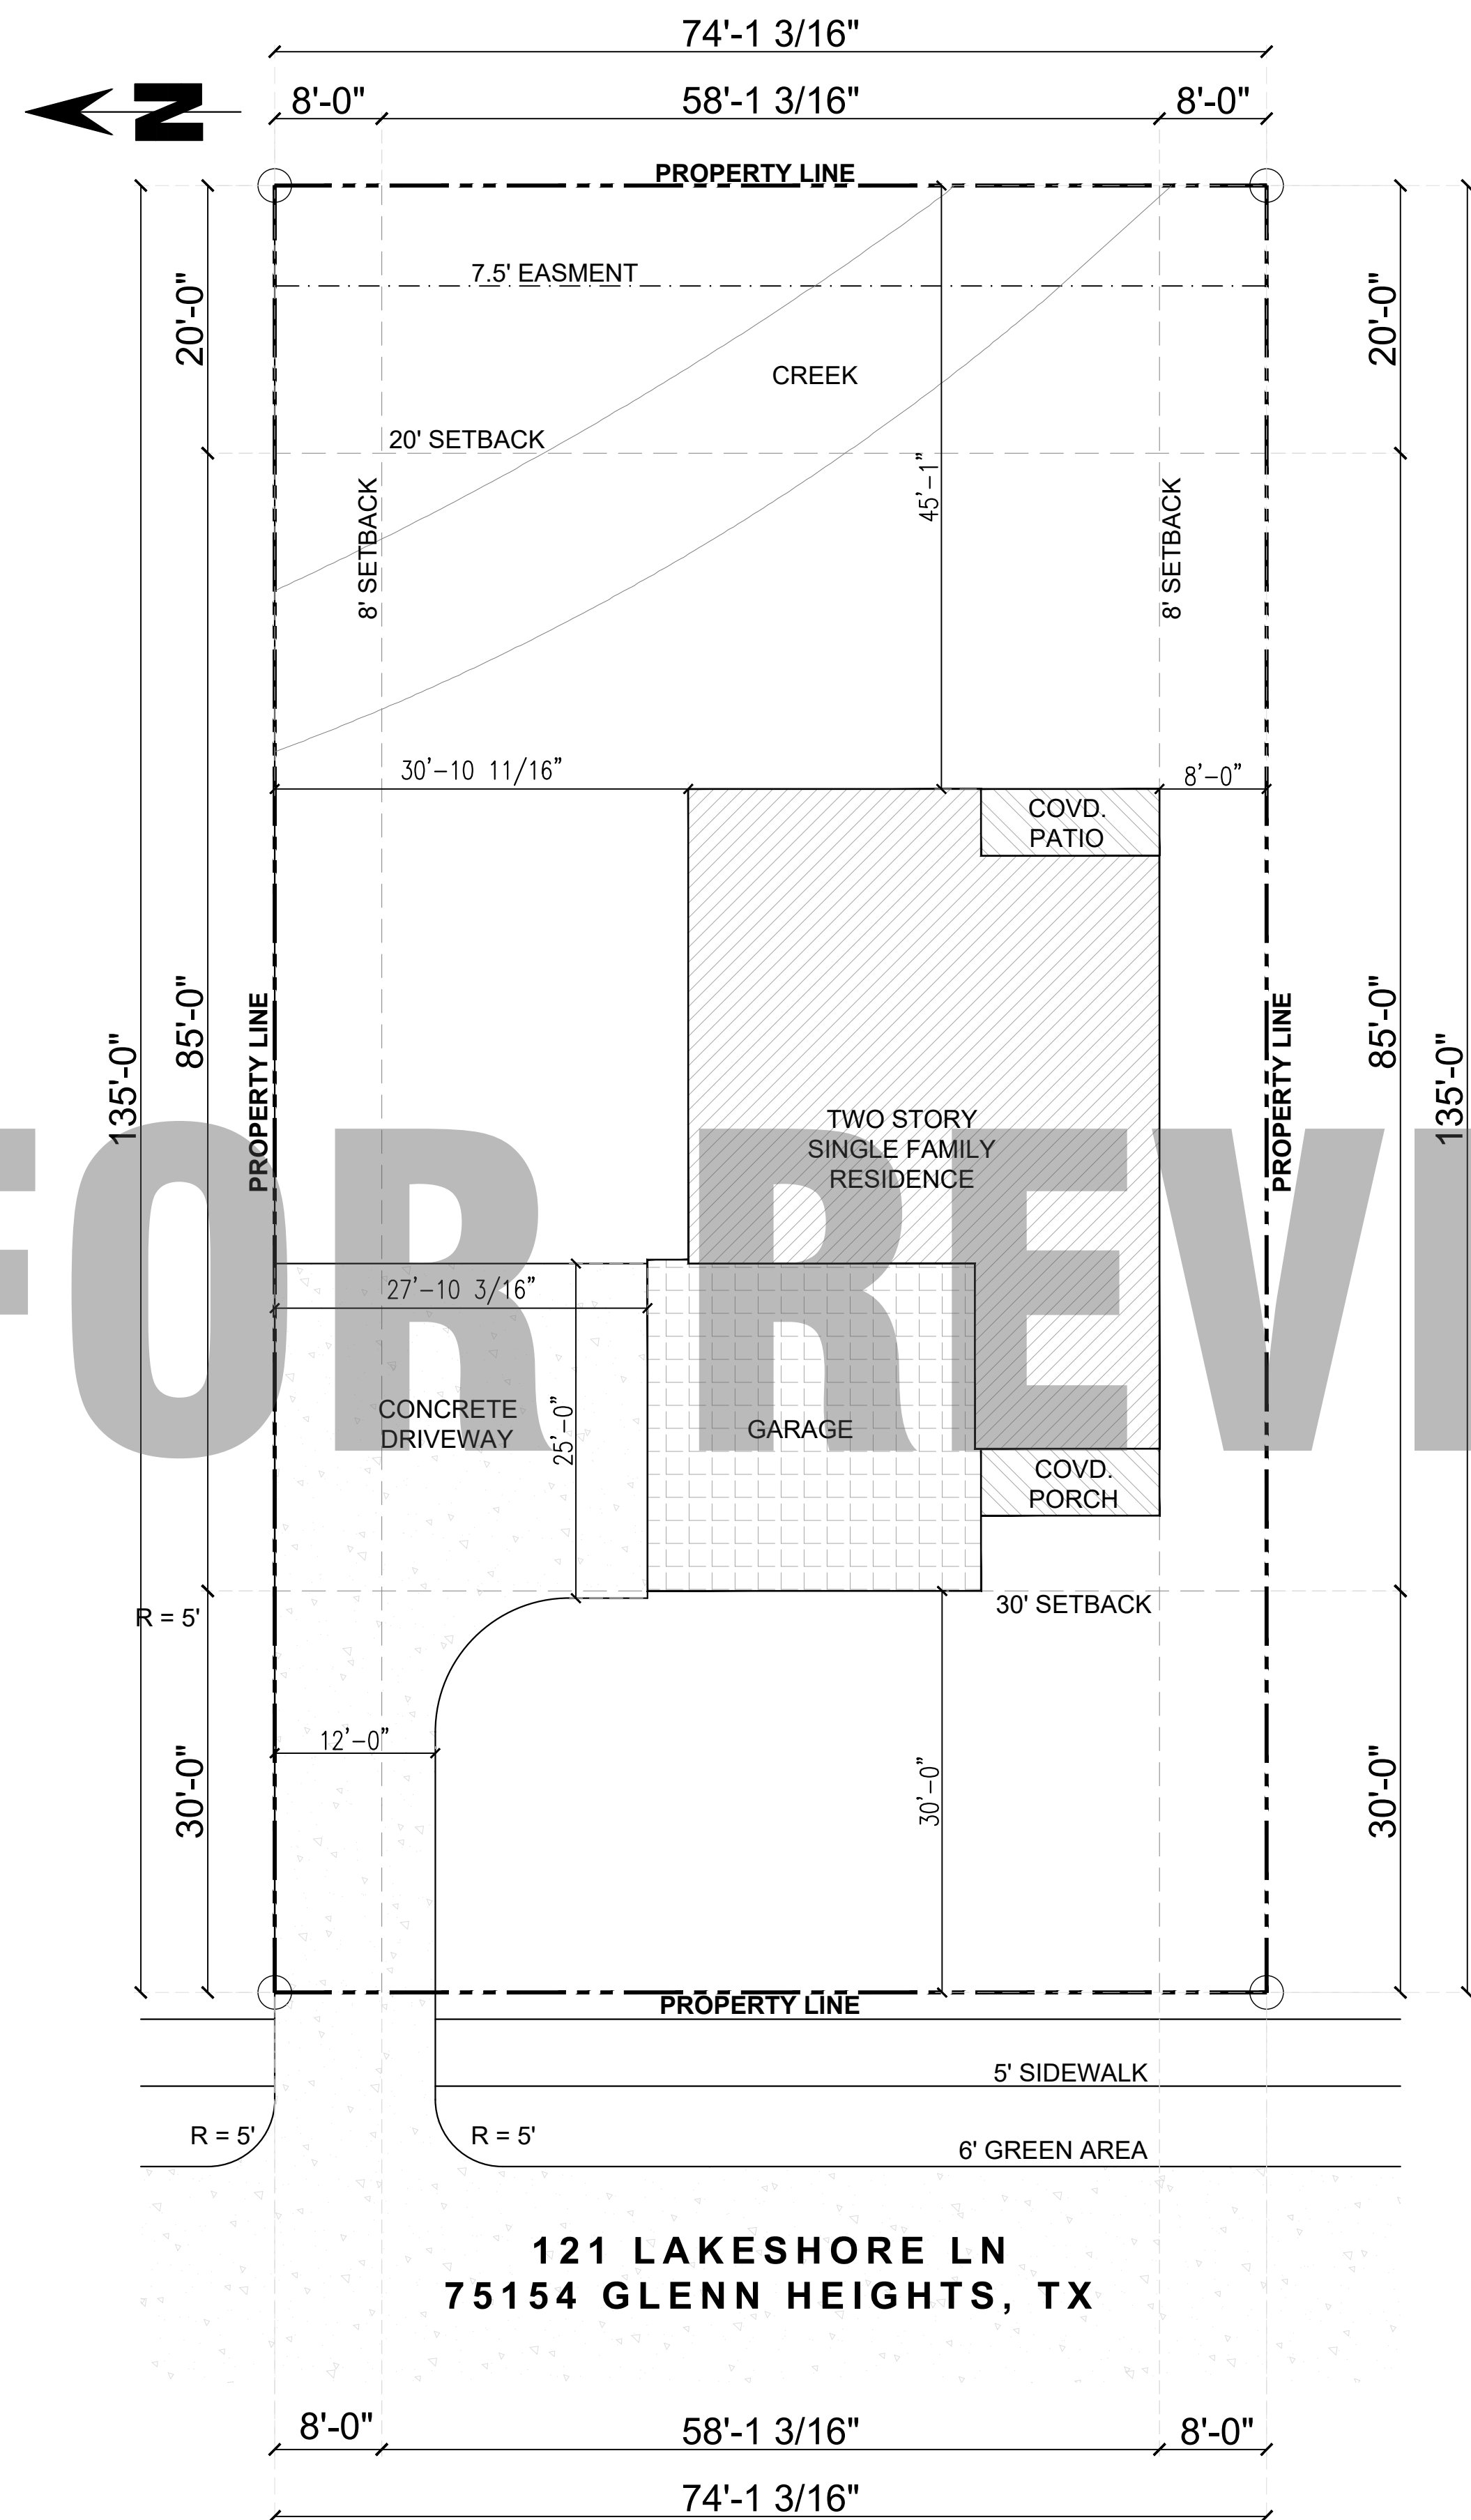 74'-1 3/16"
8'-0"
58'-1 3/16"
8'-0"
N
PROPERTY LINE
7.5' EASMENT
20'-0"
20'-0"
CREEK
20' SETBACK
45'-1"
8' SETBACK
8' SETBACK
30'-10 11/16"
8'-0"
COVD.
PATIO
135'-0"
85'-0"
PROPERTY LINE
TWO STORY
SINGLE FAMILY
RESIDENCE
PROPERTY LINE
85'-0"
135'-0"
FOR REVI
27'-10 3/16"
CONCRETE
DRIVEWAY
25'-0"
GARAGE
COVD.
PORCH
R = 5'
30' SETBACK
12'-0"
30'-0"
30'-0"
30'-0"
PROPERTY LINE
5' SIDEWALK
R = 5'
R = 5'
6' GREEN AREA
121 LAKESHORE LN
75154 GLENN HEIGHTS, TX
8'-0"
58'-1 3/16"
8'-0"
74'-1 3/16"